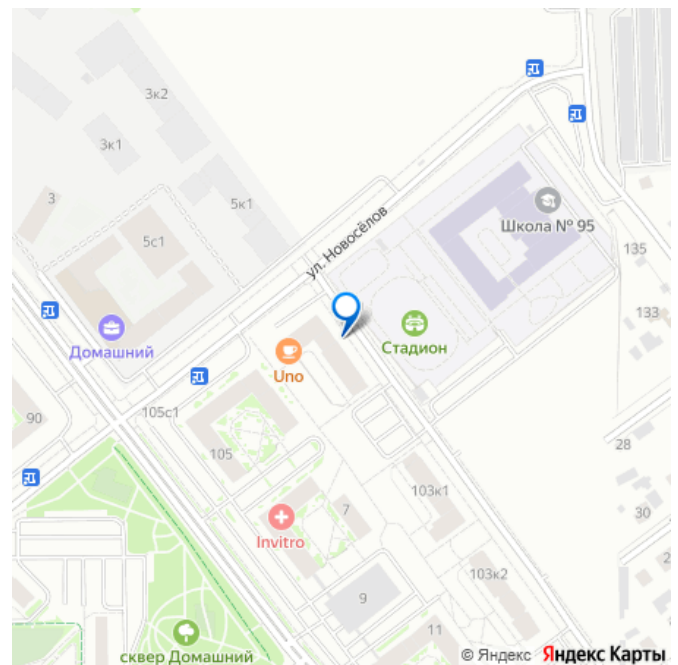 3к2
3к1
3
5к1
5с1
ул. Новосёлов
Школа № 95
135
133
Домашний
Стадион
Uno
90
105с1
105
28
103к1
7
30
Invitro
103к2
9
11
2
сквер Домашний
© Яндекс Яндекс Карты